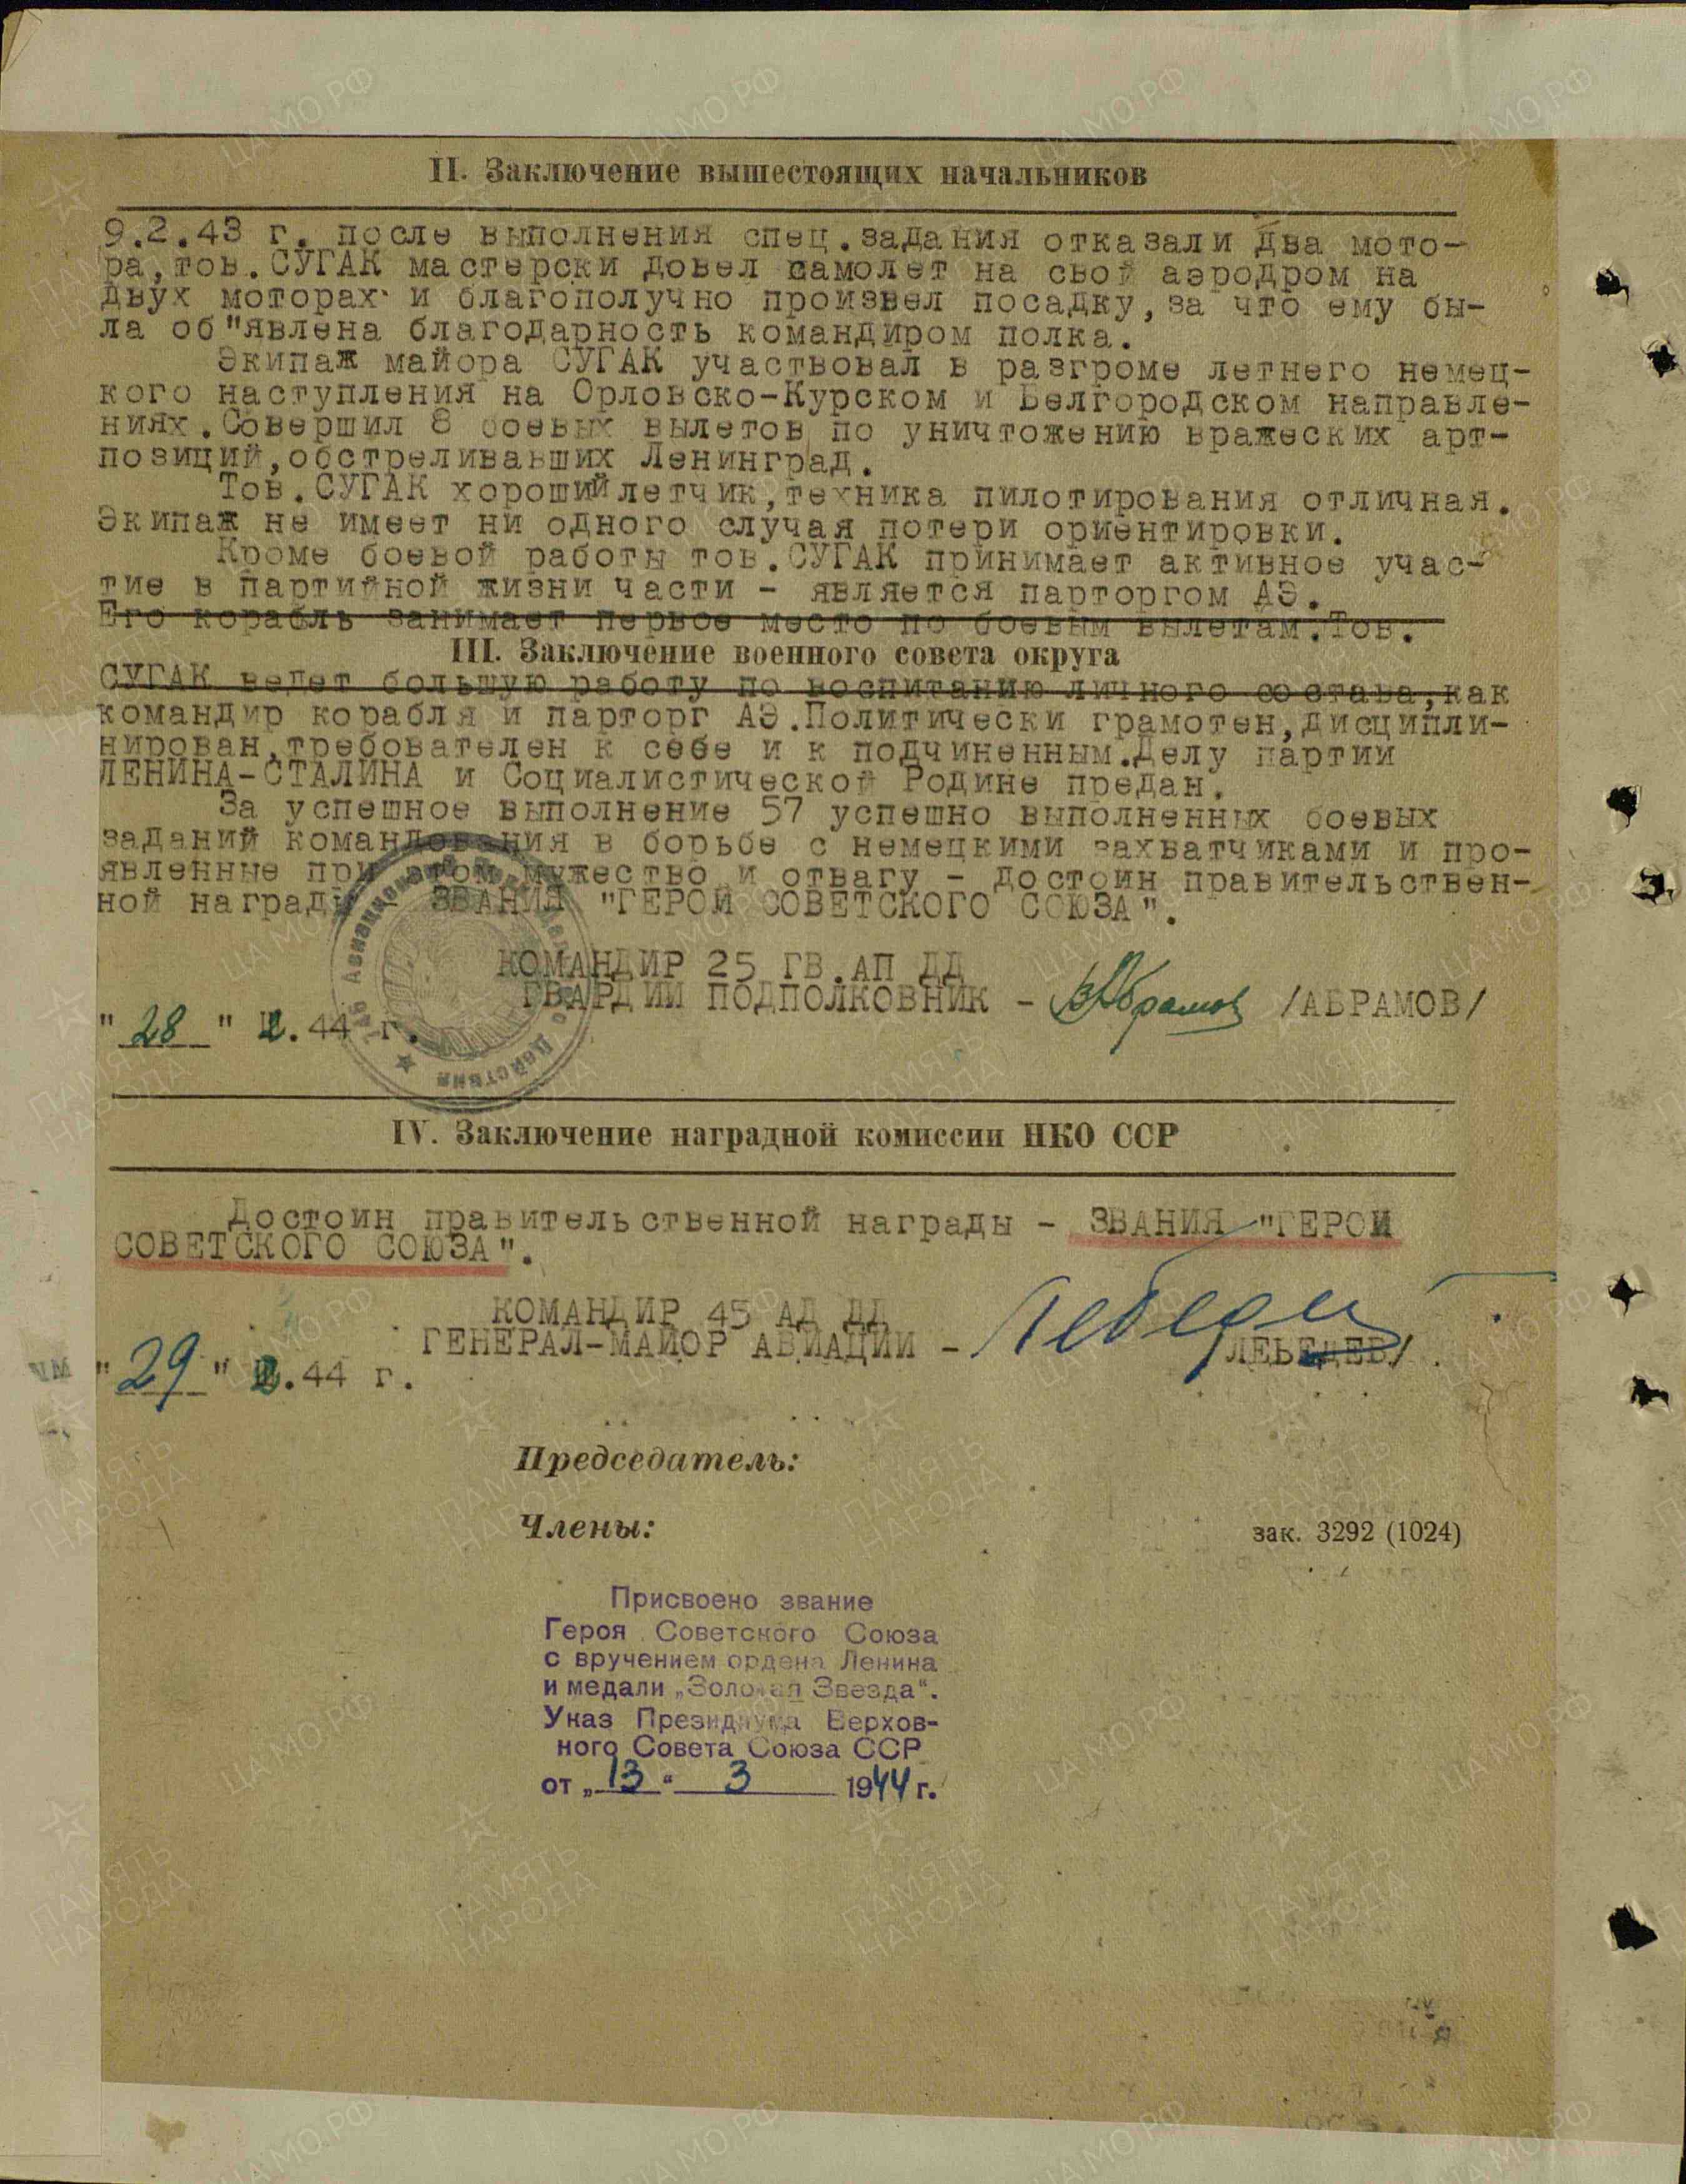 II. Заключение вышестоящих начальников
9.2.43 г. после выполнения спец.задания отказали два мото-
ра,тов.СУГАК мастерски довел самолет на свой аэродром на
двух моторах и благополучно произвел посадку,за что ему бы-
ла об"явлена благодарность командиром полка.
Экипаж майора СУГАК участвовал в разгроме летнего немец-
кого наступления на Орловско-Курском и Белгородском направле-
ниях.Совершил 8 боевых вылетов по уничтожению вражеских арт-
позиций,обстреливавших Ленинград.
Тов.СУГАК хороший летчик,техника пилотирования отличная.
Экипаж не имеет ни одного случая потери ориентировки.
Кроме боевой работы тов.СУГАК принимает активное учас-
тие в партийной жизни части - является парторгом АЭ.
Его корабль занимает первое место по боевым вылетам.Тов.
III. Заключение военного совета округа
СУГАК ведет большую работу по воспитанию личного состава,как
командир корабля и парторг АЭ.Политически грамотен,дисципли-
нирован,требователен к себе и к подчиненным.Делу партии
ЛЕНИНА-СТАЛИНА и Социалистической Родине предан.
За успешное выполнение 57 успешно выполненных боевых
заданий командования в борьбе с немецкими захватчиками и про-
явленные при этом мужество и отвагу - достоин правительствен-
ной награды - ЗВАНИЯ "ГЕРОЙ СОВЕТСКОГО СОЮЗА".
КОМАНДИР 25 ГВ.АП ДД
ГВАРДИИ ПОДПОЛКОВНИК - Абрамов /АБРАМОВ/
"28" 2.44 г.
IV. Заключение наградной комиссии НКО ССР
Достоин правительственной награды - ЗВАНИЯ "ГЕРОЙ
СОВЕТСКОГО СОЮЗА".
КОМАНДИР 45 АД ДД
ГЕНЕРАЛ-МАЙОР АВИАЦИИ - Лебедев /ЛЕБЕДЕВ/
"29" 2.44 г.
Председатель:
Члены:
зак. 3292 (1024)
Присвоено звание
Героя Советского Союза
с вручением ордена Ленина
и медали „Золотая Звезда".
Указ Президиума Верхов-
ного Совета Союза ССР
от „13" 3 1944 г.
ЦАМО.РФ
ПАМЯТЬ
НАРОДА